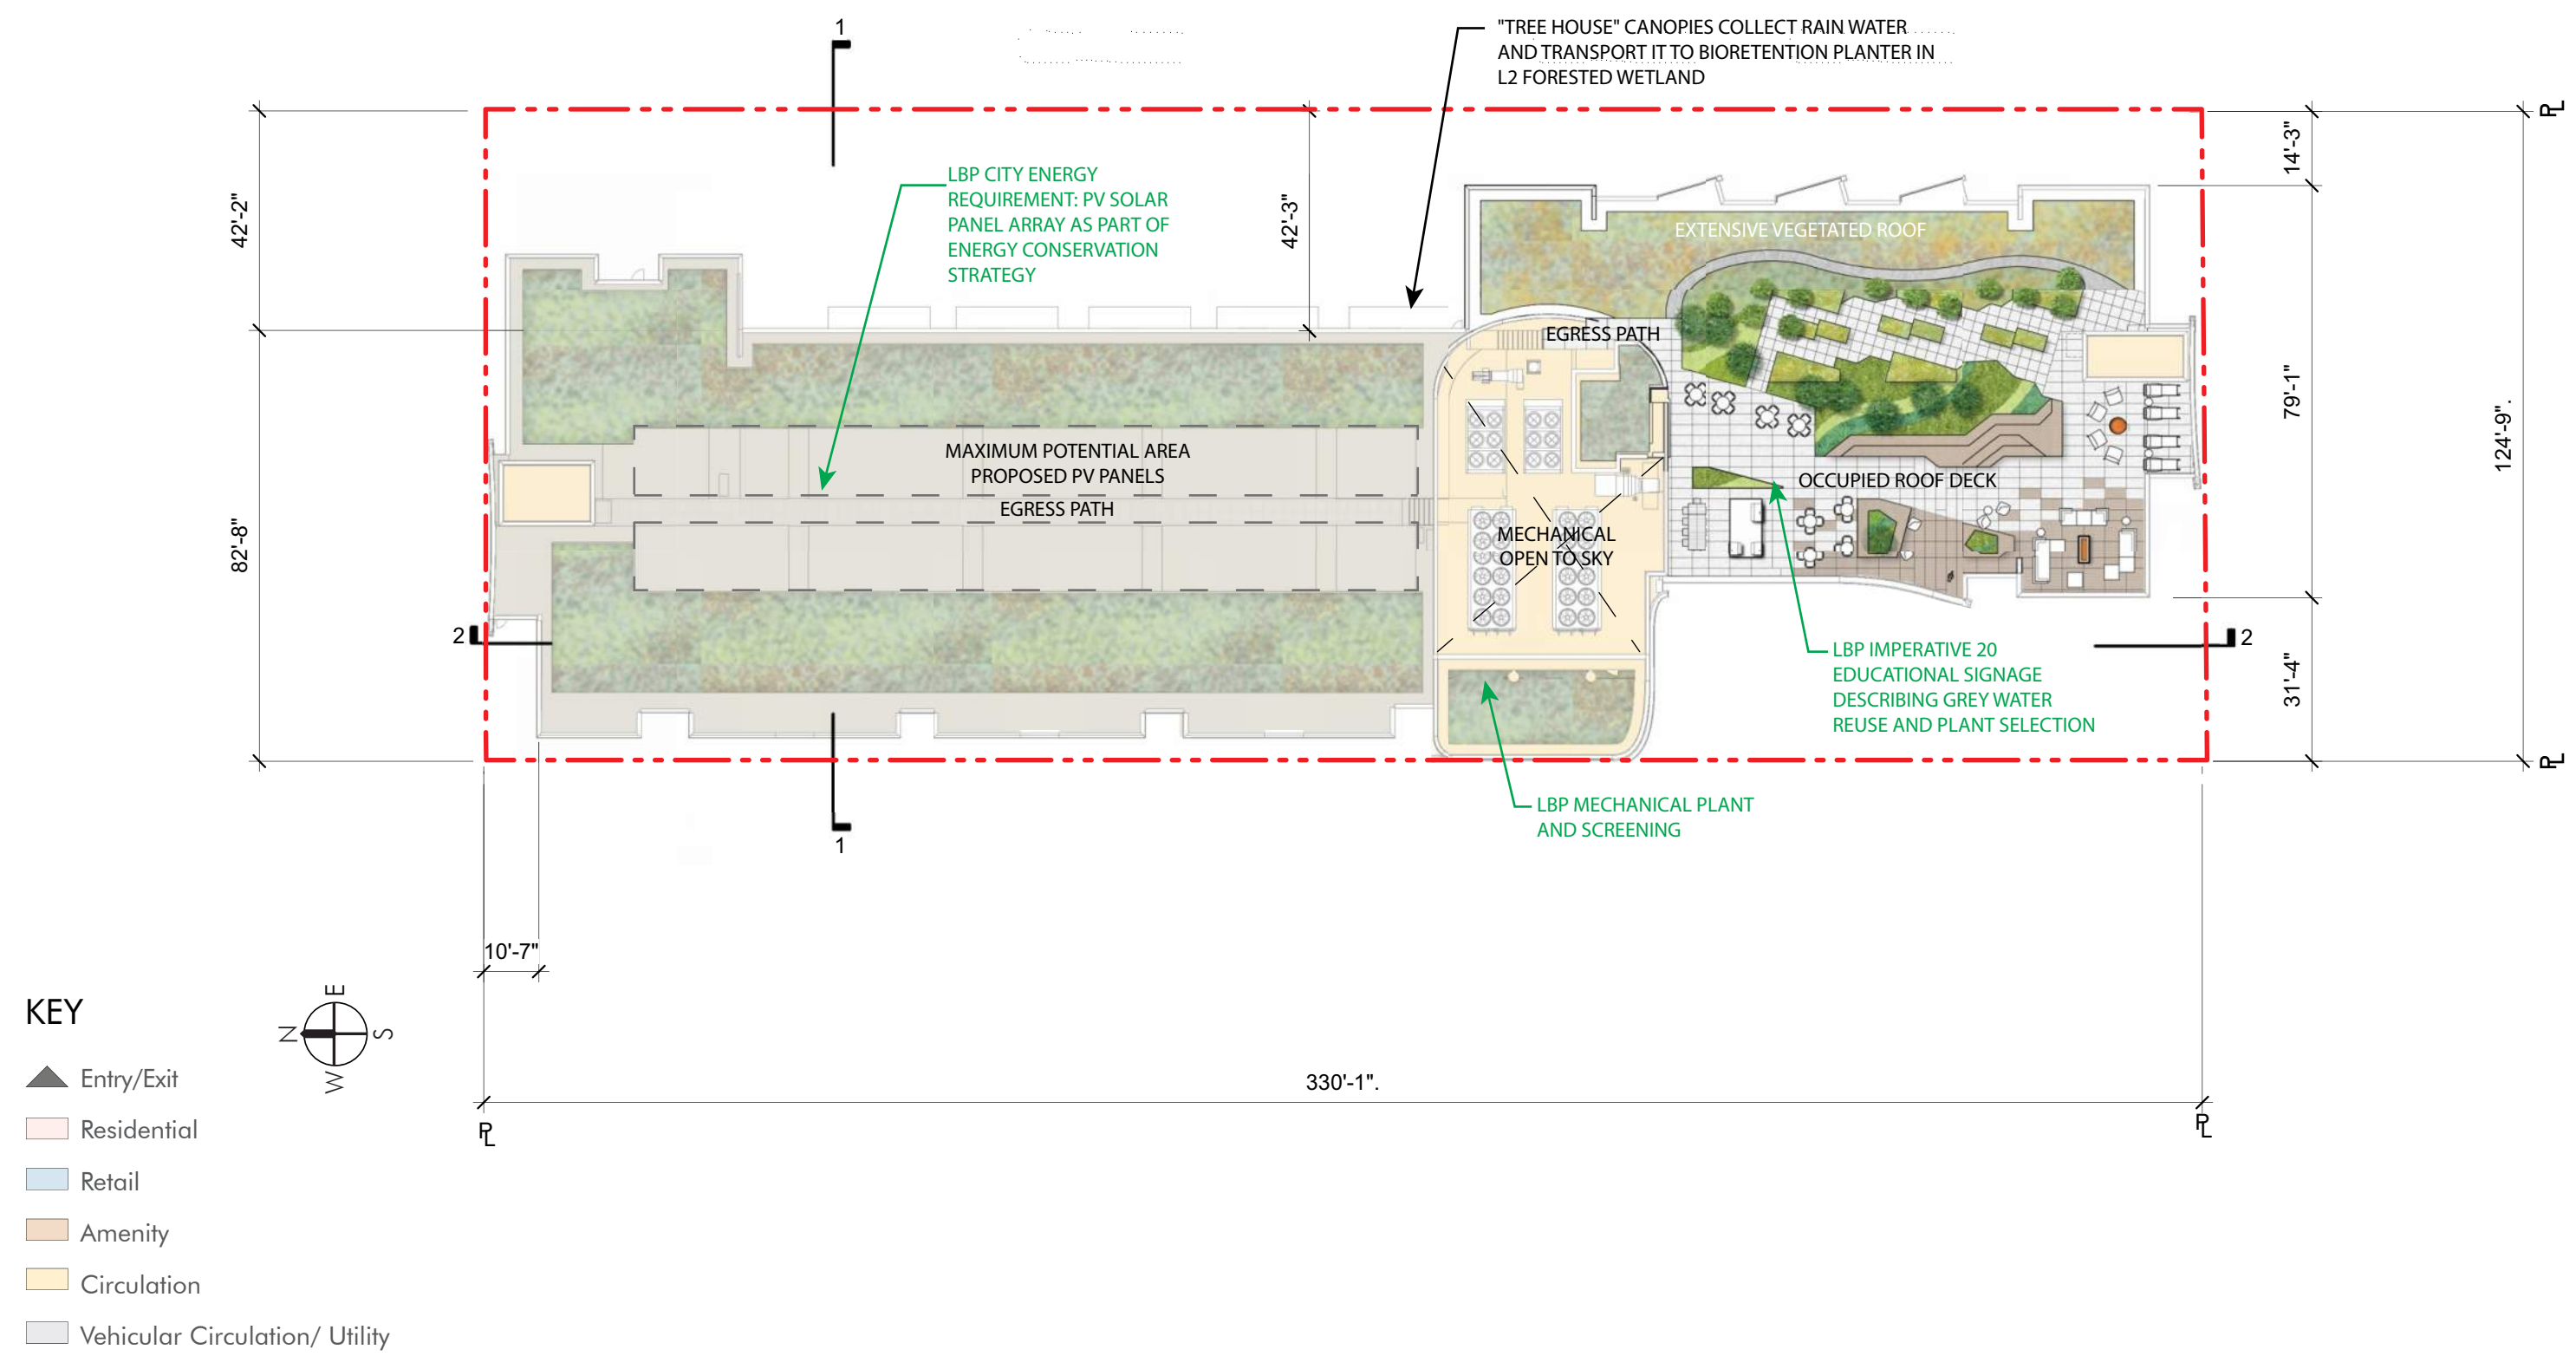 1
"TREE HOUSE" CANOPIES COLLECT RAIN WATER
AND TRANSPORT IT TO BIORETENTION PLANTER IN
L2 FORESTED WETLAND
PL
14'-3"
42'-2"
42'-3"
LBP CITY ENERGY
REQUIREMENT: PV SOLAR
PANEL ARRAY AS PART OF
ENERGY CONSERVATION
STRATEGY
EXTENSIVE VEGETATED ROOF
EGRESS PATH
79'-1"
124'-9".
MAXIMUM POTENTIAL AREA
PROPOSED PV PANELS
EGRESS PATH
OCCUPIED ROOF DECK
MECHANICAL
OPEN TO SKY
82'-8"
2
2
LBP IMPERATIVE 20
EDUCATIONAL SIGNAGE
DESCRIBING GREY WATER
REUSE AND PLANT SELECTION
31'-4"
PL
LBP MECHANICAL PLANT
AND SCREENING
1
10'-7"
330'-1".
PL
PL
KEY
E
N
S
W
Entry/Exit
Residential
Retail
Amenity
Circulation
Vehicular Circulation/ Utility